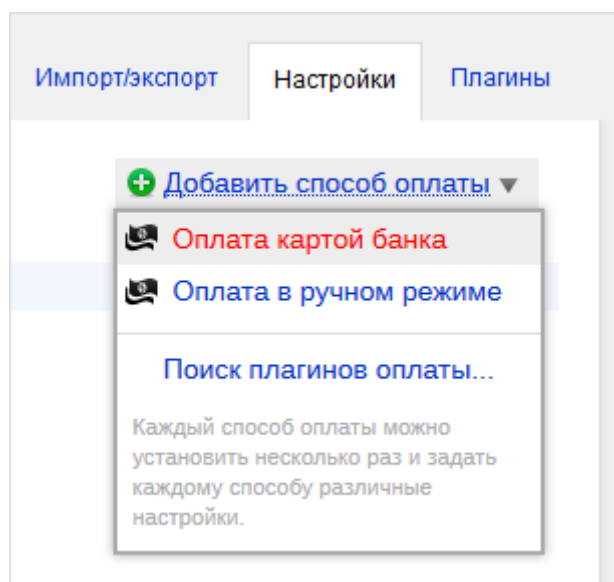 Импорт/экспорт Настройки Плагины
Добавить способ оплаты
Оплата картой банка
Оплата в ручном режиме
Поиск плагинов оплаты...
Каждый способ оплаты можно
установить несколько раз и задать
каждому способу различные
настройки.